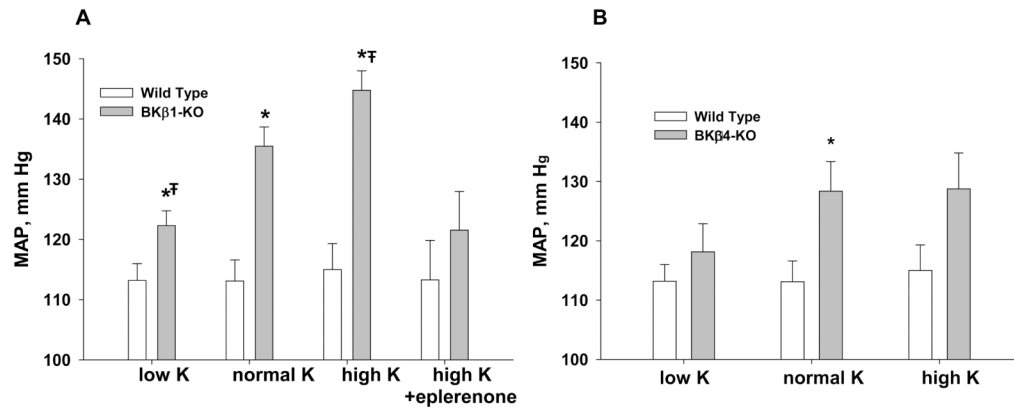 A
150
140
130
120
110
100
MAP, mm Hg
Wild Type
BKβ1-KO
*Ŧ
*
*Ŧ
low K
normal K
high K
high K
+eplerenone
B
150
140
130
120
110
100
MAP, mm Hg
Wild Type
BKβ4-KO
*
low K
normal K
high K